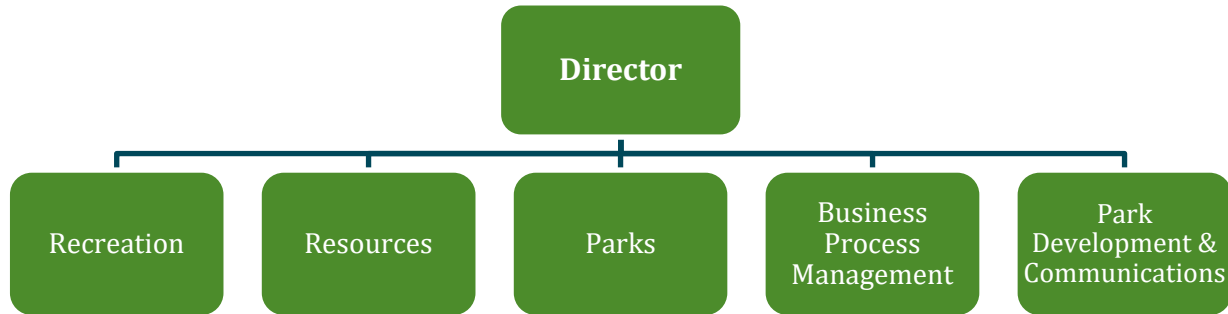 Director
Recreation
Resources
Parks
Business
Process
Management
Park
Development &
Communications